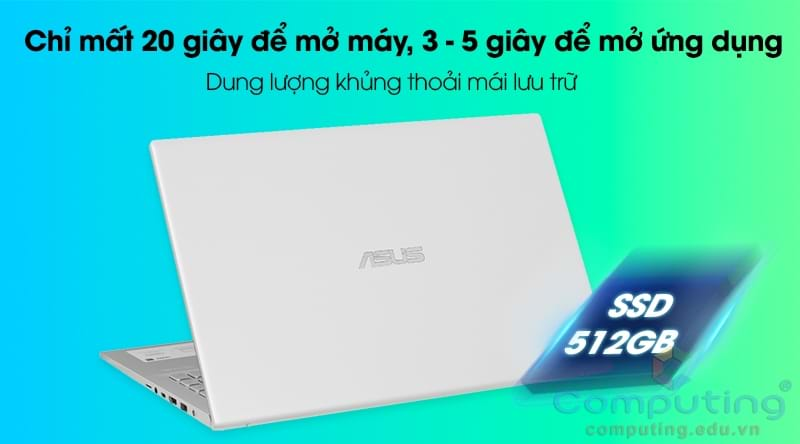 Chỉ mất 20 giây để mở máy, 3 - 5 giây để mở ứng dụng
Dung lượng khủng thoải mái lưu trữ
ASUS
SSD
512GB
Computing®
computing.edu.vn